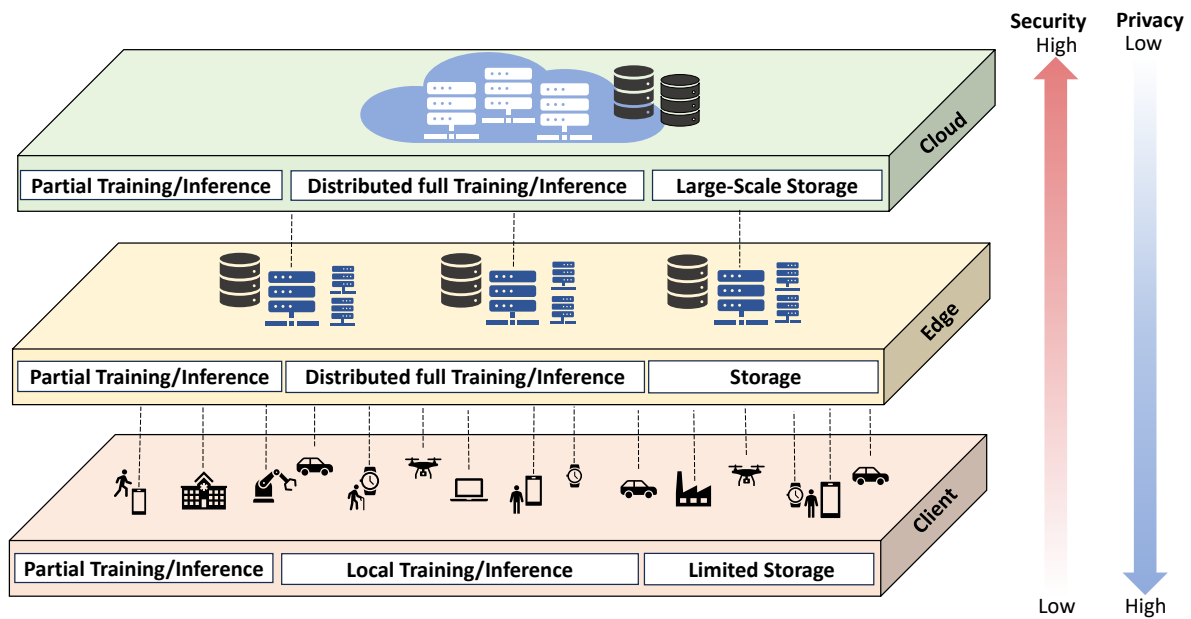 Security
Privacy
High
Low
Cloud
Partial Training/Inference
Distributed full Training/Inference
Large-Scale Storage
Edge
Partial Training/Inference
Distributed full Training/Inference
Storage
Client
Partial Training/Inference
Local Training/Inference
Limited Storage
Low
High